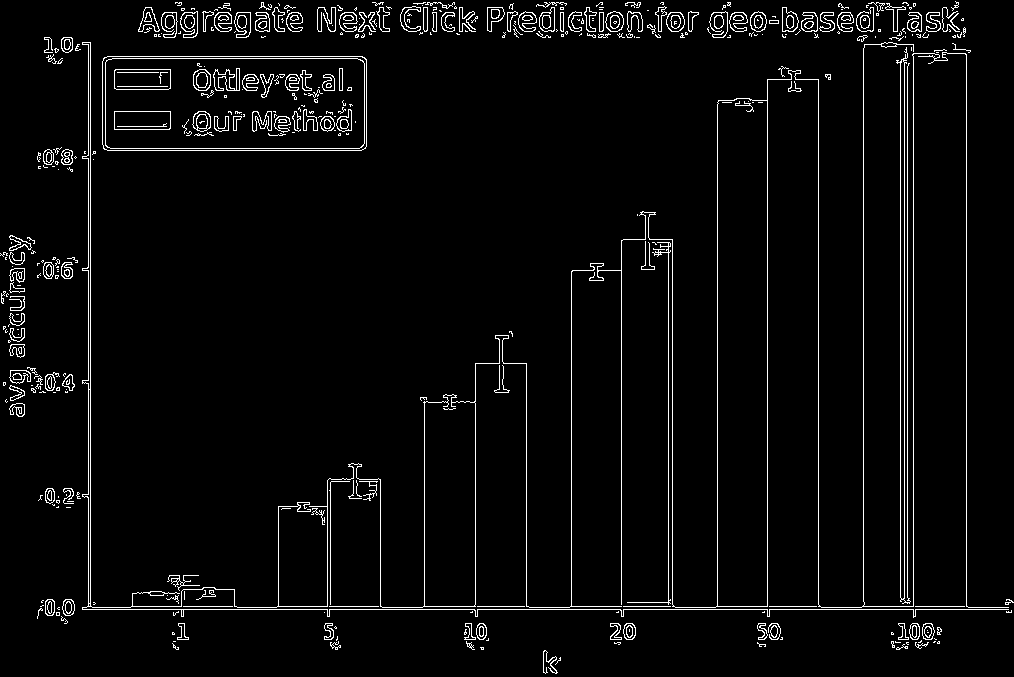 Aggregate Next Click Prediction for geo-based Task
1.0
Ottley et al.
Our Method
0.8
0.6
avg accuracy
0.4
0.2
0.0
1 5 10 20 50 100
k